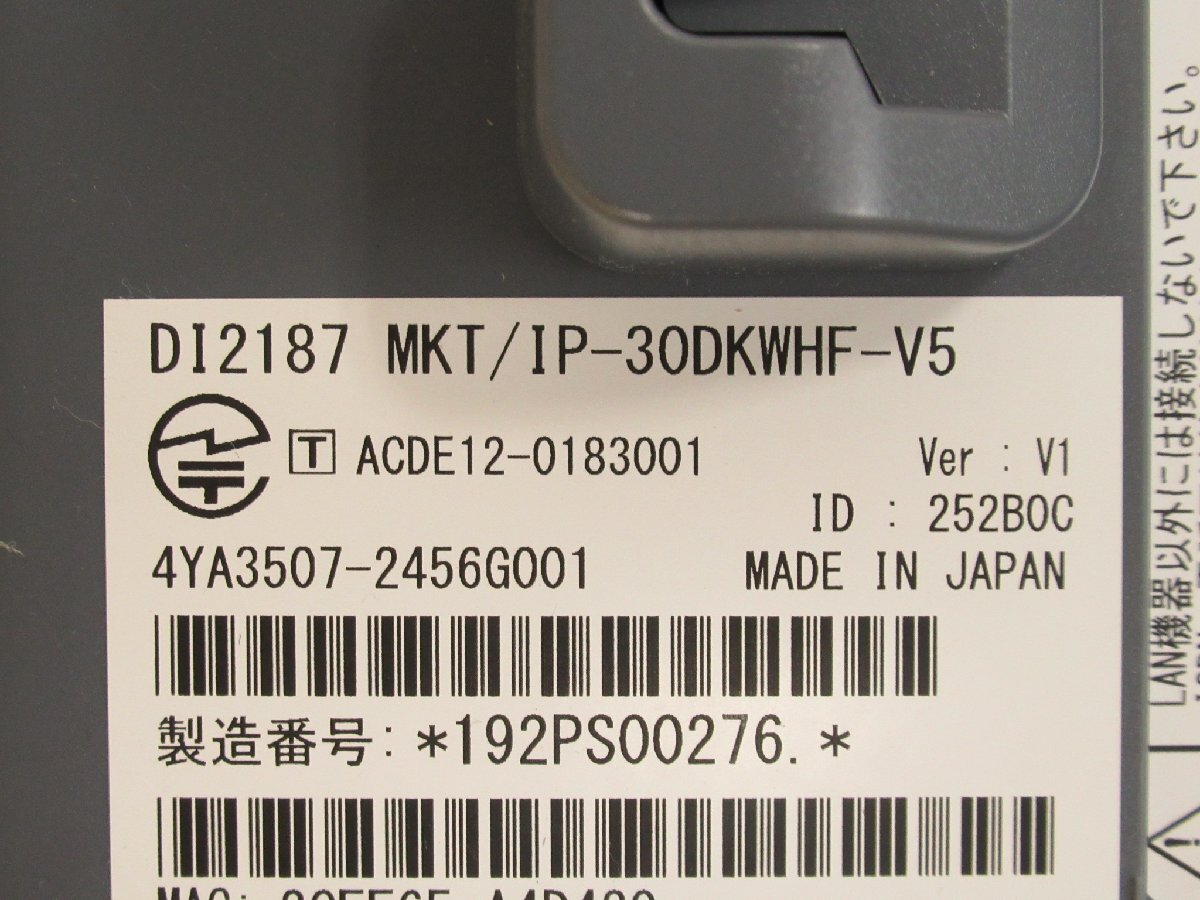 DI2187 MKT/IP-30DKWHF-V5
T ACDE12-0183001
Ver : V1
ID : 252B0C
4YA3507-2456G001
MADE IN JAPAN
製造番号:*192PS00276.*
LAN機器以外には接続しないで下さい。